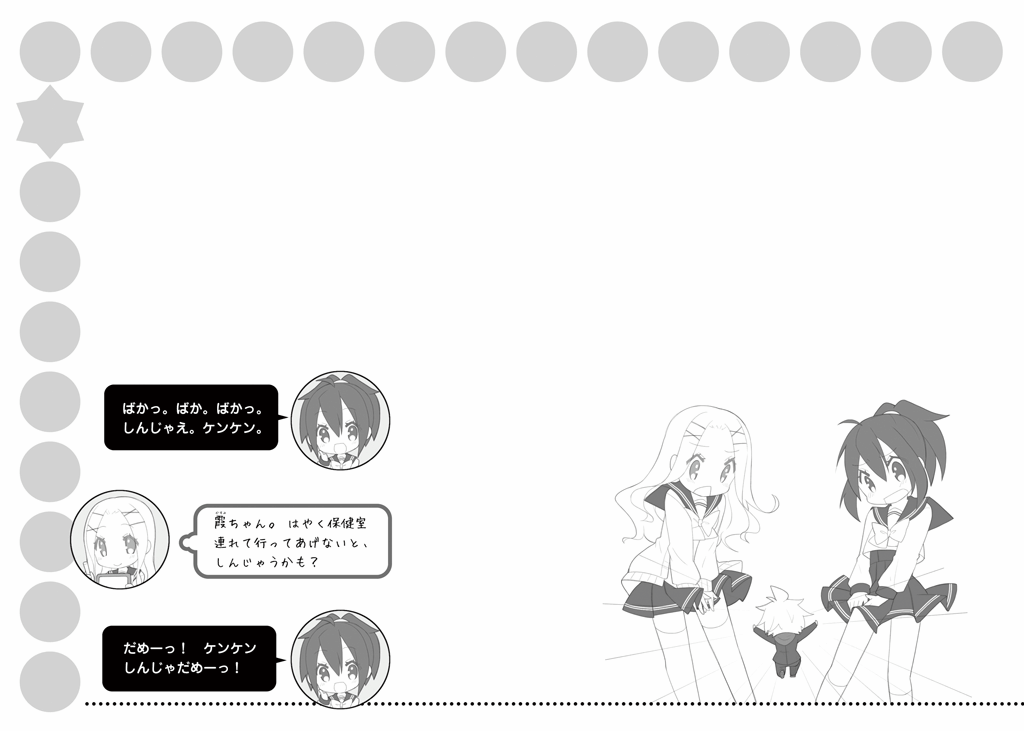 ばかっ。ばか。ばかっ。
しんじゃえ。ケンケン。
霞ちゃん。はやく保健室
連れて行ってあげないと、
しんじゃうかも?
だめーっ! ケンケン
しんじゃだめーっ!